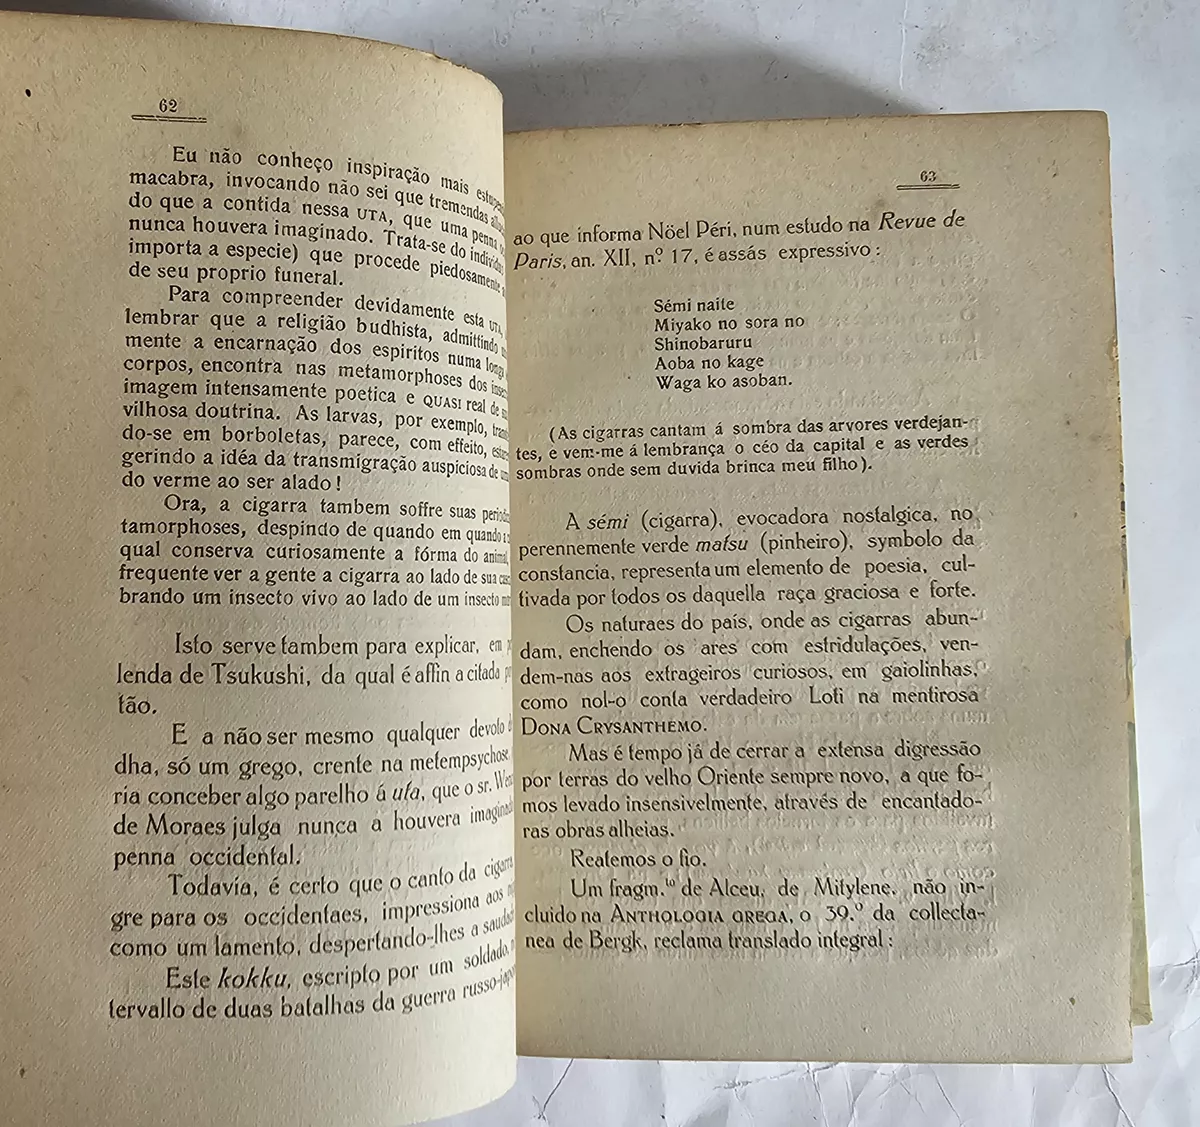 62
Eu não conheço inspiração mais
macabra, invocando não sei que tremendas
do que a contida nessa UTA, que uma penna
nunca houvera imaginado. Trata-se do
importa a especie) que procede piedosamente
de seu proprio funeral.
Para compreender devidamente esta UTA,
lembrar que a religião budhista, admittindo
mente a encarnação dos espiritos numa longa
corpos, encontra nas metamorphoses dos
imagem intensamente poetica e QUASI real de
vilhosa doutrina. As larvas, por exemplo,
do-se em borboletas, parece, com effeito,
gerindo a idéa da transmigração auspiciosa de
do verme ao ser alado!
Ora, a cigarra tambem soffre suas
tamorphoses, despindo de quando em quando a
qual conserva curiosamente a fórma do animal,
frequente ver a gente a cigarra ao lado de sua
brando um insecto vivo ao lado de um insecto
Isto serve tambem para explicar, em
lenda de Tsukushi, da qual é affin a citada
tão.
E a não ser mesmo qualquer devoto
dha, só um grego, crente na metempsychose,
ria conceber algo parelho á uta, que o sr.
de Moraes julga nunca a houvera
penna occidental.
Todavia, é certo que o canto da cigarra,
gre para os occidentaes, impressiona aos
como um lamento, despertando-lhes a
Este kokku, escripto por um soldado,
tervallo de duas batalhas da guerra
63
ao que informa Nöel Péri, num estudo na Revue de
Paris, an. XII, n.º 17, é assás expressivo:
Sémi naite
Miyako no sora no
Shinobaruru
Aoba no kage
Waga ko asoban.
(As cigarras cantam á sombra das árvores verdejan-
tes, e vem-me á lembrança o céo da capital e as verdes
sombras onde sem duvida brinca meu filho).
A sémi (cigarra), evocadora nostalgica, no
perennemente verde matsu (pinheiro), symbolo da
constancia, representa um elemento de poesia, cul-
tivada por todos os daquella raça graciosa e forte.
Os naturaes do país, onde as cigarras abun-
dam, enchendo os ares com estridulações, ven-
dem-nas aos extrageiros curiosos, em gaiolinhas,
como nol-o conta verdadeiro Loti na mentirosa
DONA CRYSANTHÉMO.
Mas é tempo já de cerrar a extensa digressão
por terras do velho Oriente sempre novo, a que fo-
mos levado insensivelmente, através de encantado-
ras obras alheias.
Reatemos o fio.
Um fragm.to de Alceu, de Mitylene, não in-
cluido na ANTHOLOGIA GREGA, o 39.º da collecta-
nea de Bergk, reclama translado integral: